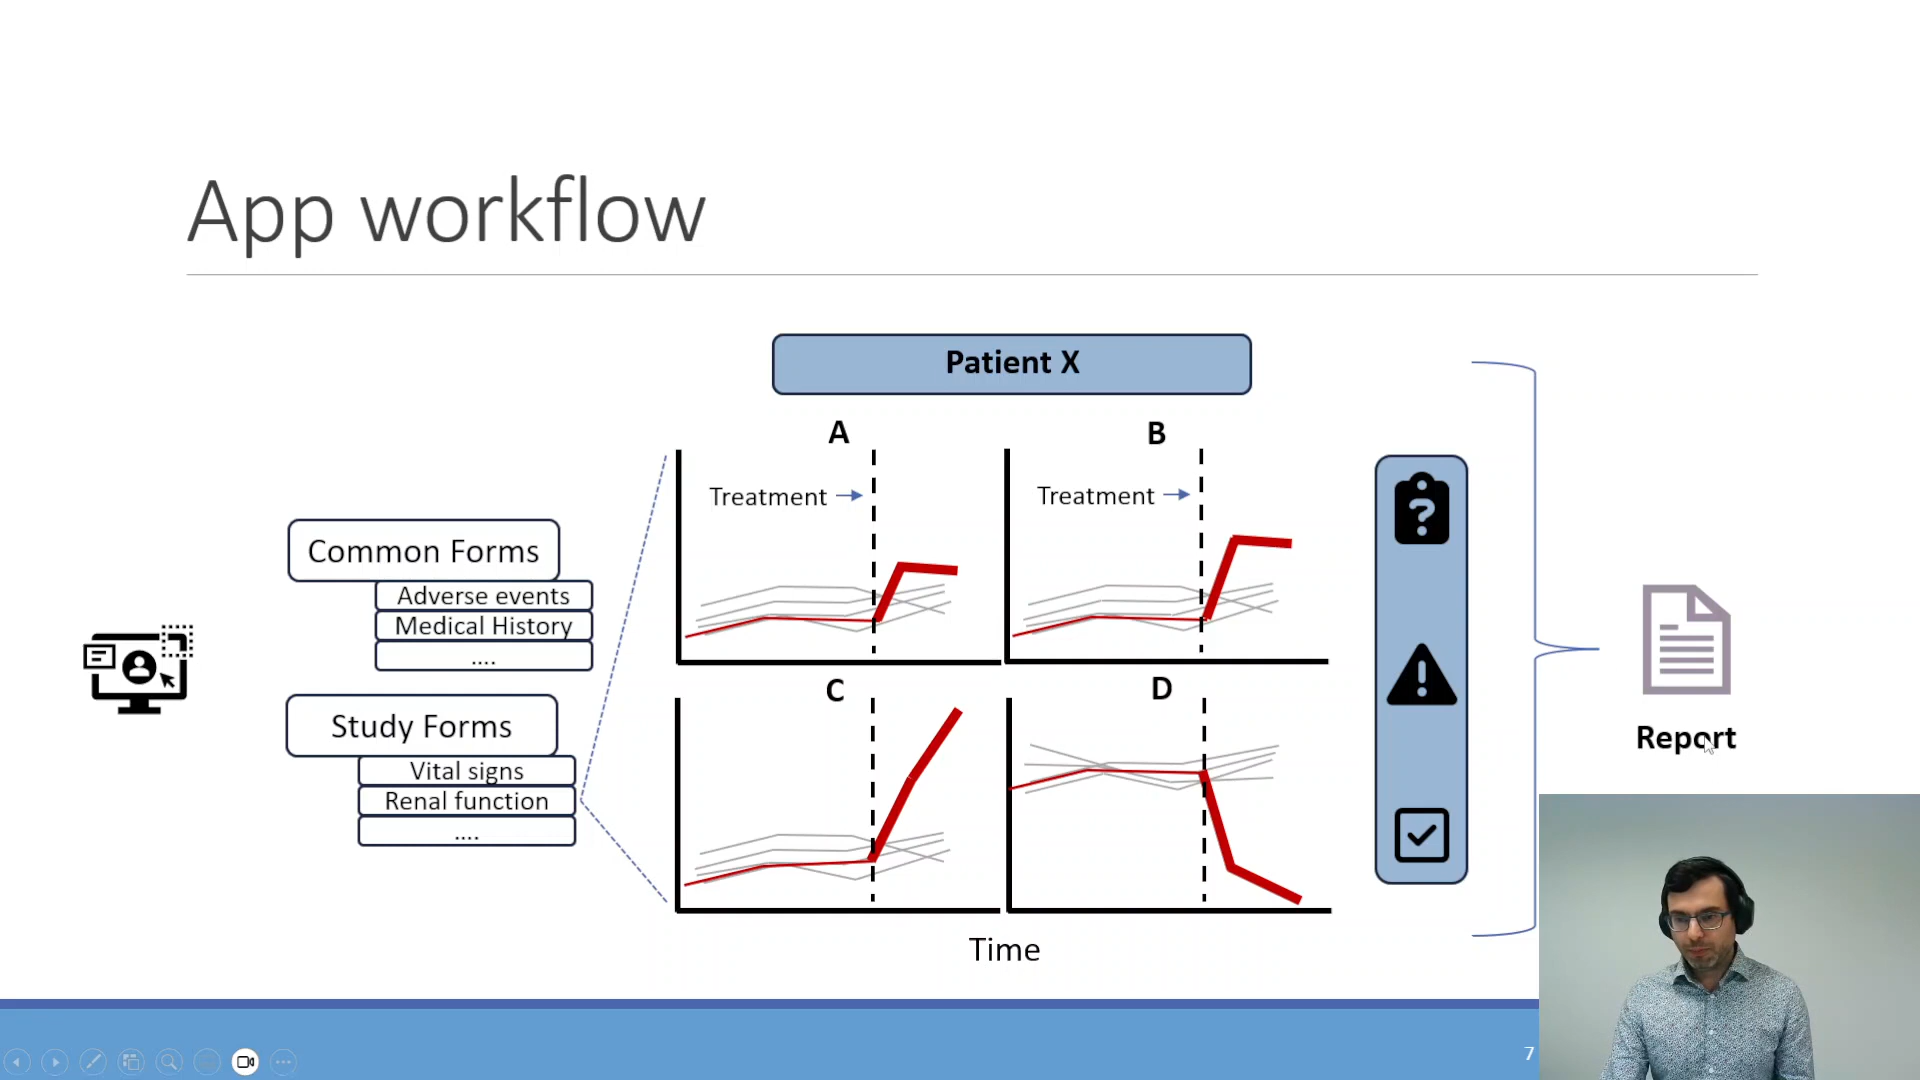 App workflow
Patient X
A
B
Treatment
Treatment
Common Forms
Adverse events
Medical History
....
Study Forms
Vital signs
Renal function
....
C
D
Time
Report
7